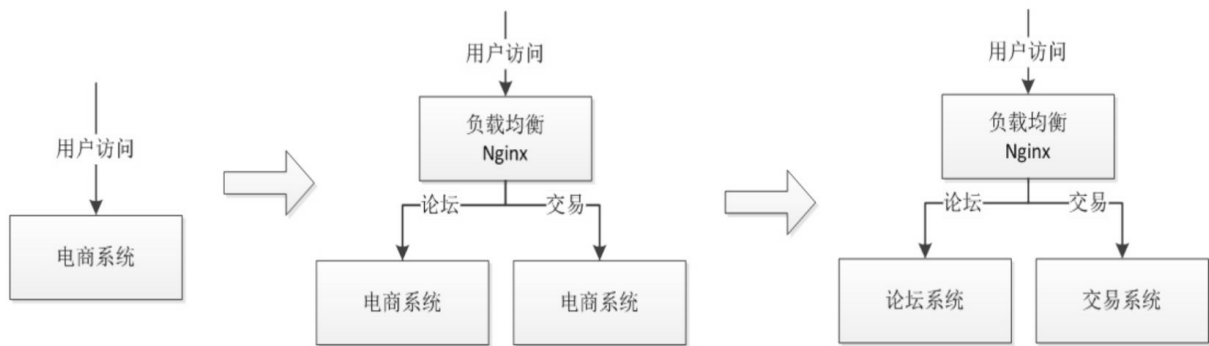 用户访问
电商系统
用户访问
负载均衡
Nginx
论坛
交易
电商系统
电商系统
用户访问
负载均衡
Nginx
论坛
交易
论坛系统
交易系统